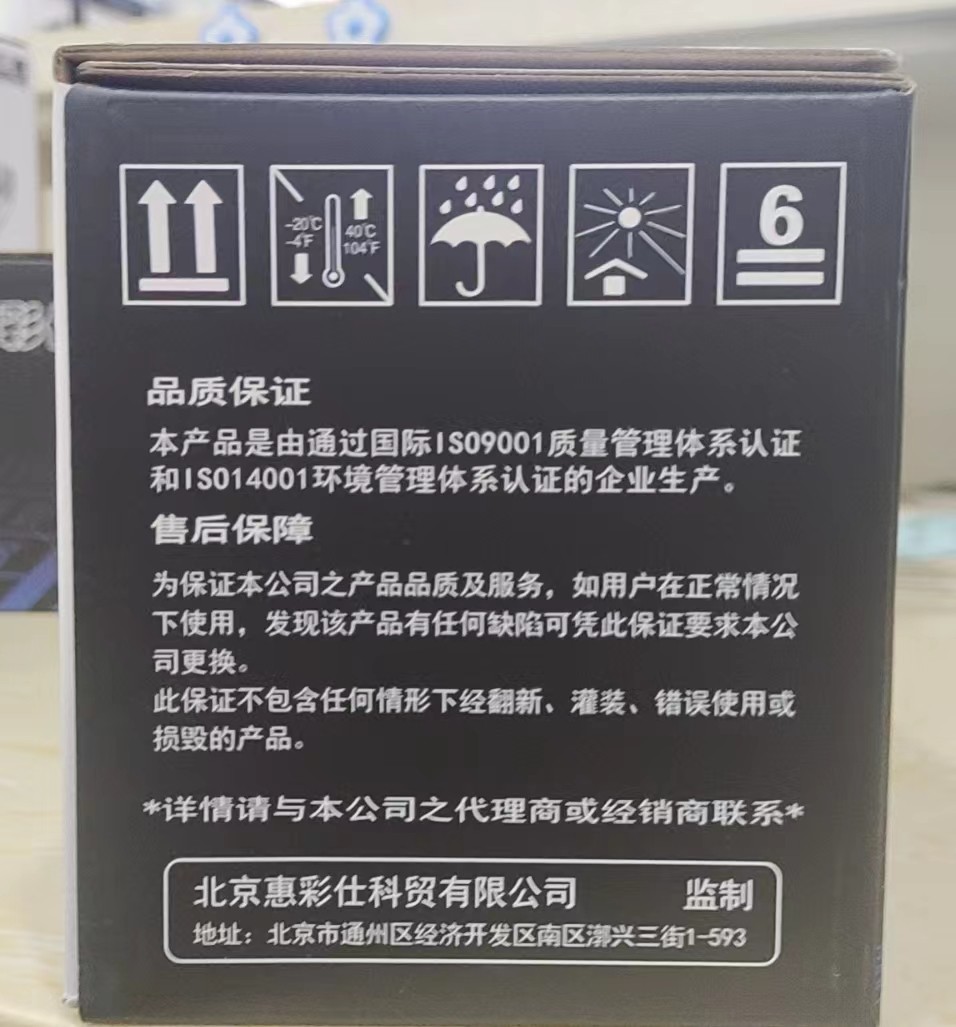 -20℃
-4℉
40℃
104℉
6
品质保证
本产品是由通过国际ISO9001质量管理体系认证
和ISO14001环境管理体系认证的企业生产。
售后保障
为保证本公司之产品品质及服务，如用户在正常情况
下使用，发现该产品有任何缺陷可凭此保证要求本公
司更换。
此保证不包含任何情形下经翻新、灌装、错误使用或
损毁的产品。
*详情请与本公司之代理商或经销商联系*
北京惠彩仕科贸有限公司 监制
地址：北京市通州区经济开发区南区漷兴三街1-593